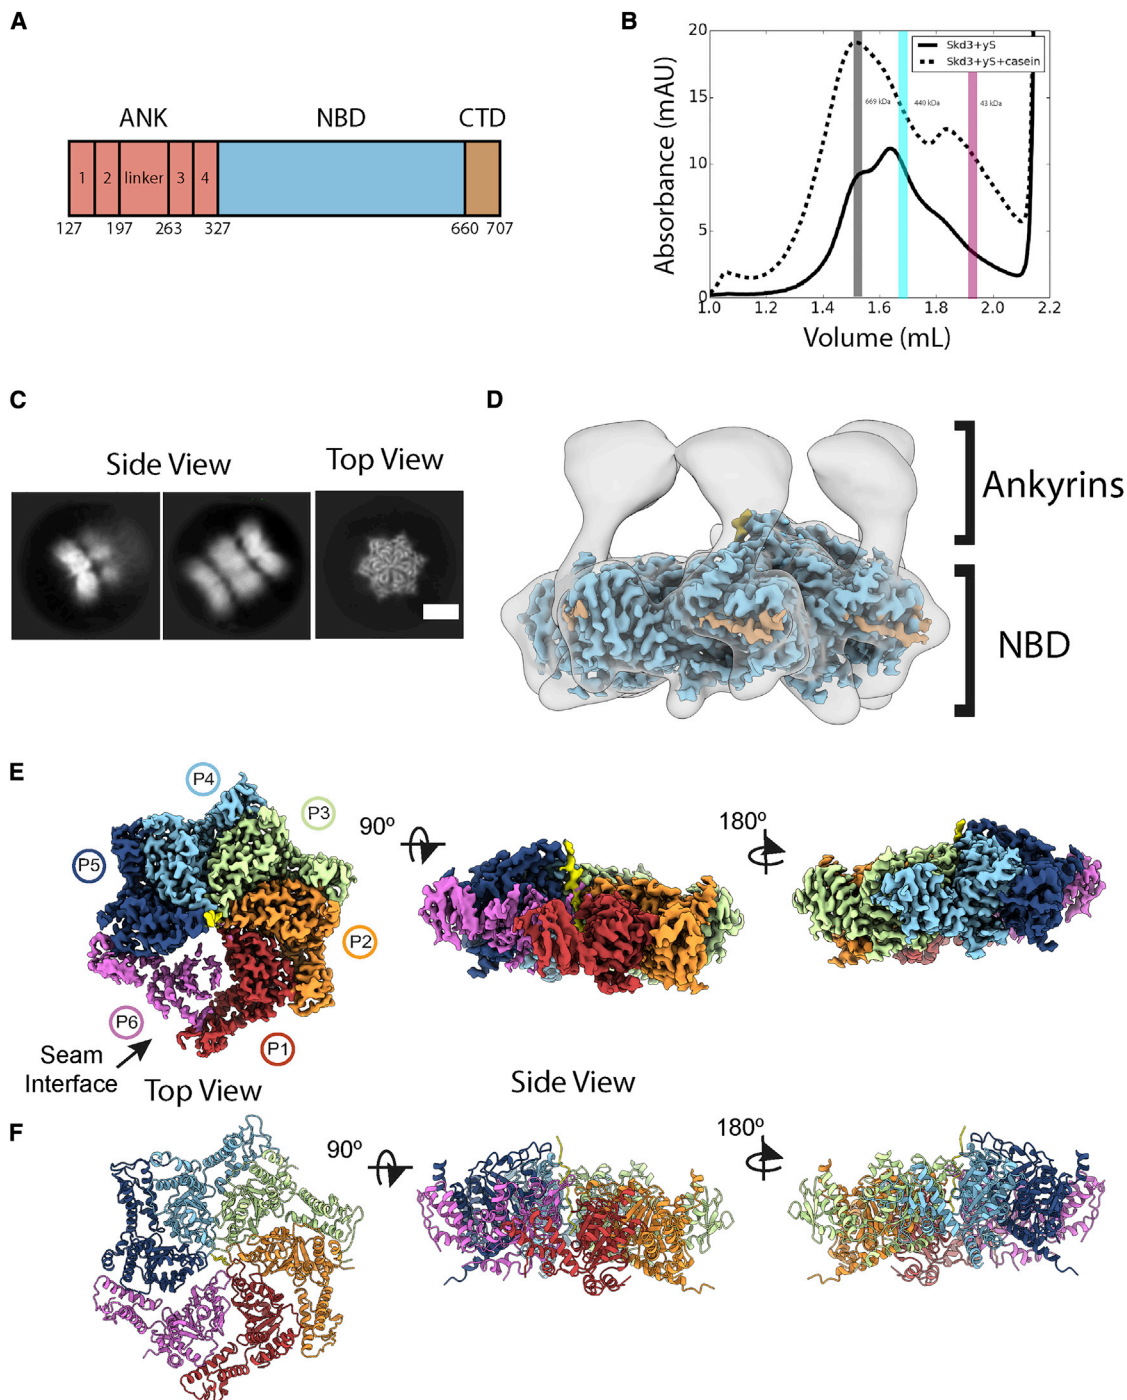 A
ANK NBD CTD
1 2 linker 3 4
127 197 263 327 660 707
B
Absorbance (mAU)
20
15
10
5
0
Skd3+yS
Skd3+yS+casein
669 kDa 440 kDa 43 kDa
1.0 1.2 1.4 1.6 1.8 2.0 2.2
Volume (mL)
C
Side View Top View
D
Ankyrins
NBD
E
P4
P3
P5
P2
P6
P1
Seam
Interface
90º
180º
Top View
Side View
F
90º
180º